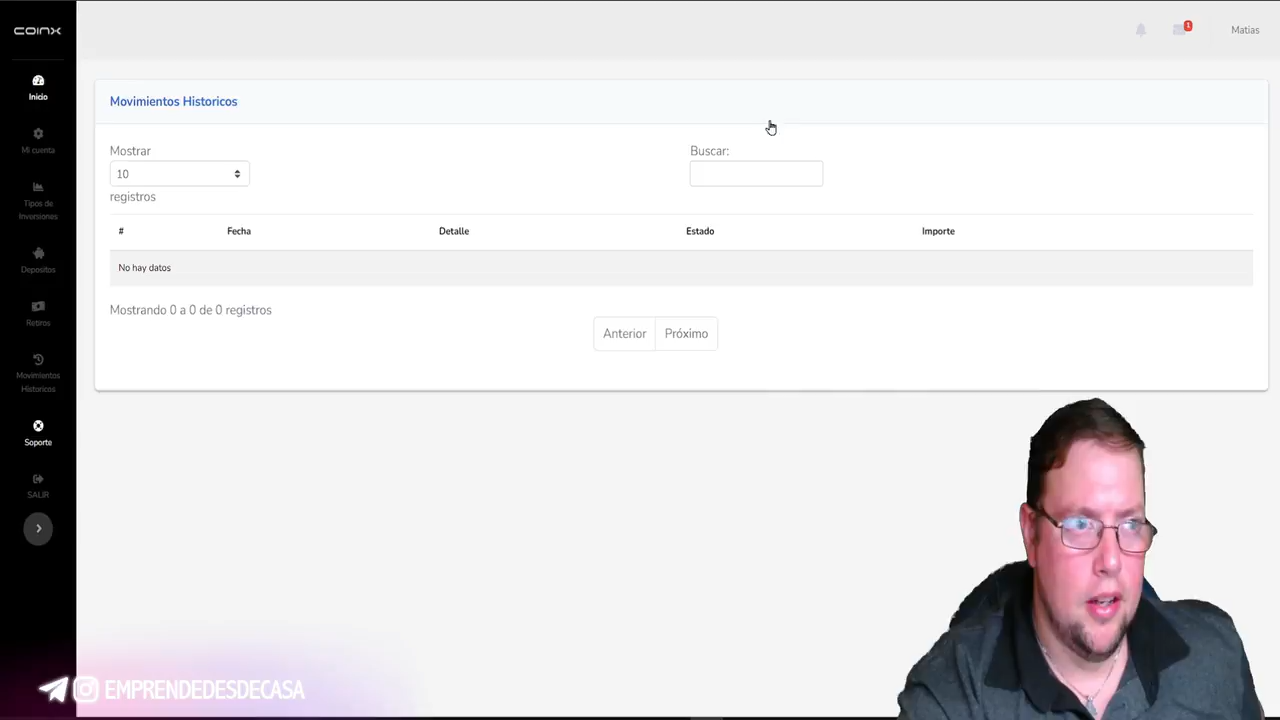 COINX
1
Matias
Inicio
Mi cuenta
Tipos de
Inversiones
Depositos
Retiros
Movimientos
Historicos
Soporte
SALIR
Movimientos Historicos
Mostrar
10
registros
Buscar:
# Fecha Detalle Estado Importe
No hay datos
Mostrando 0 a 0 de 0 registros
Anterior Próximo
EMPRENDEDESDECASA